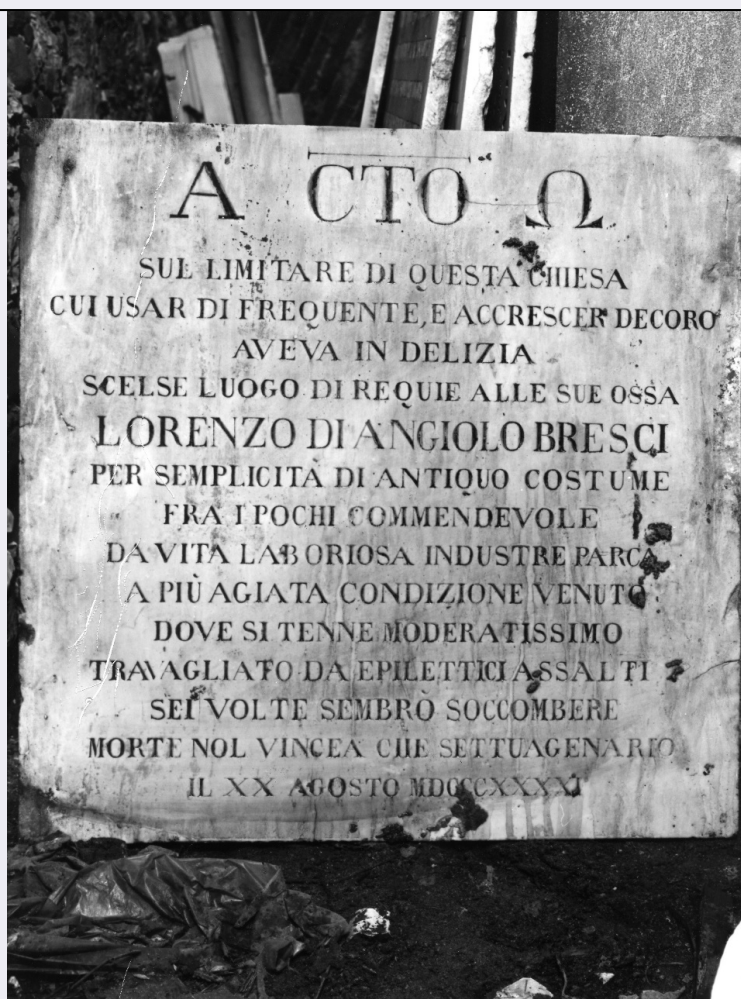 A CTO Ω
SUL LIMITARE DI QUESTA CHIESA
CUI USAR DI FREQUENTE, E ACCRESCER DECORO
AVEVA IN DELIZIA
SCELSE LUOGO DI REQUIE ALLE SUE OSSA
LORENZO DI ANGIOLO BRESCI
PER SEMPLICITÀ DI ANTIQUO COSTUME
FRA I POCHI COMMENDEVOLE
DA VITA LABORIOSA INDUSTRE PARCA
A PIÙ AGIATA CONDIZIONE VENUTO
DOVE SI TENNE MODERATISSIMO
TRAVAGLIATO DA EPILETTICI ASSALTI
SEI VOLTE SEMBRÒ SOCCOMBERE
MORTE NOL VINCEA CHE SETTUAGENARIO
IL XX AGOSTO MDCCCXXXXI